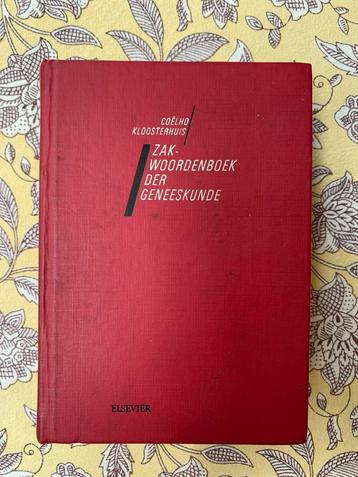 COËLHO
KLOOSTERHUIS
ZAK-
WOORDENBOEK
DER
GENEESKUNDE
ELSEVIER